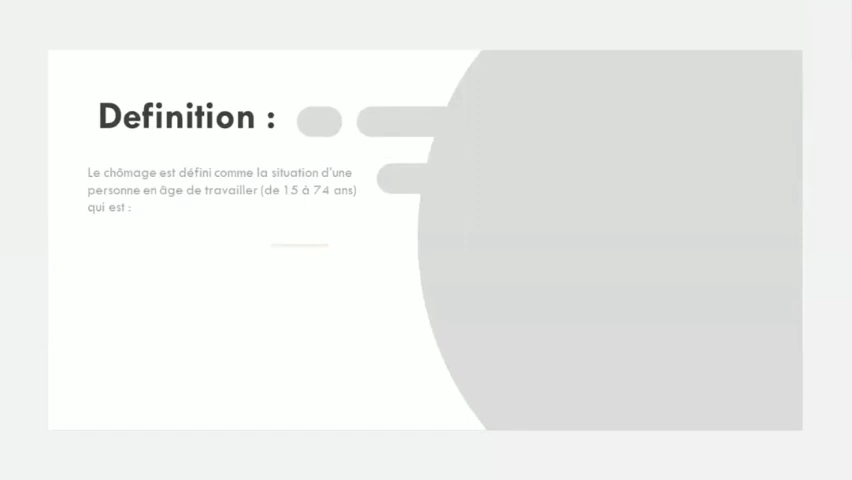 Definition :
Le chômage est défini comme la situation d'une
personne en âge de travailler (de 15 à 74 ans)
qui est :